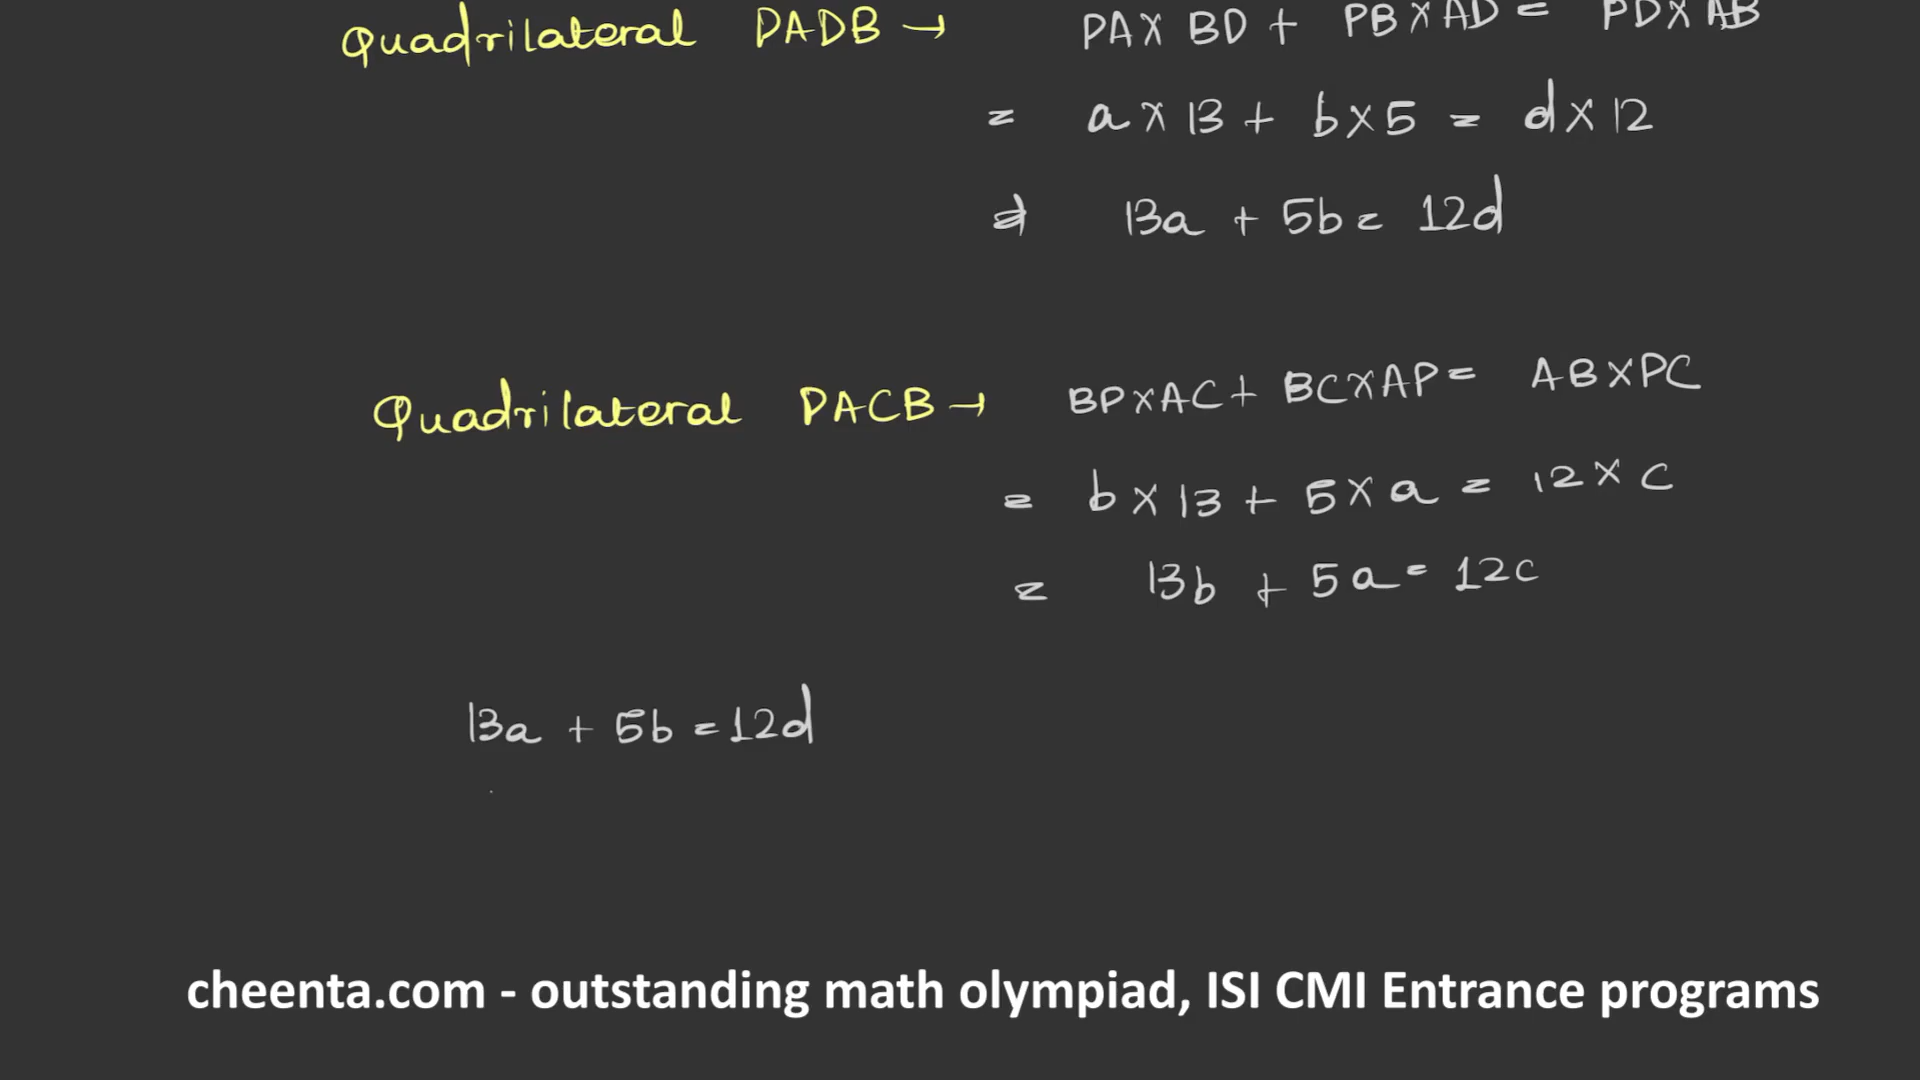 Quadrilateral PADB → PA × BD + PB × AD = PD × AB
= a × 13 + b × 5 = d × 12
⇒ 13a + 5b = 12d
Quadrilateral PACB → BP × AC + BC × AP = AB × PC
= b × 13 + 5 × a = 12 × c
= 13b + 5a = 12c
13a + 5b = 12d
cheenta.com - outstanding math olympiad, ISI CMI Entrance programs